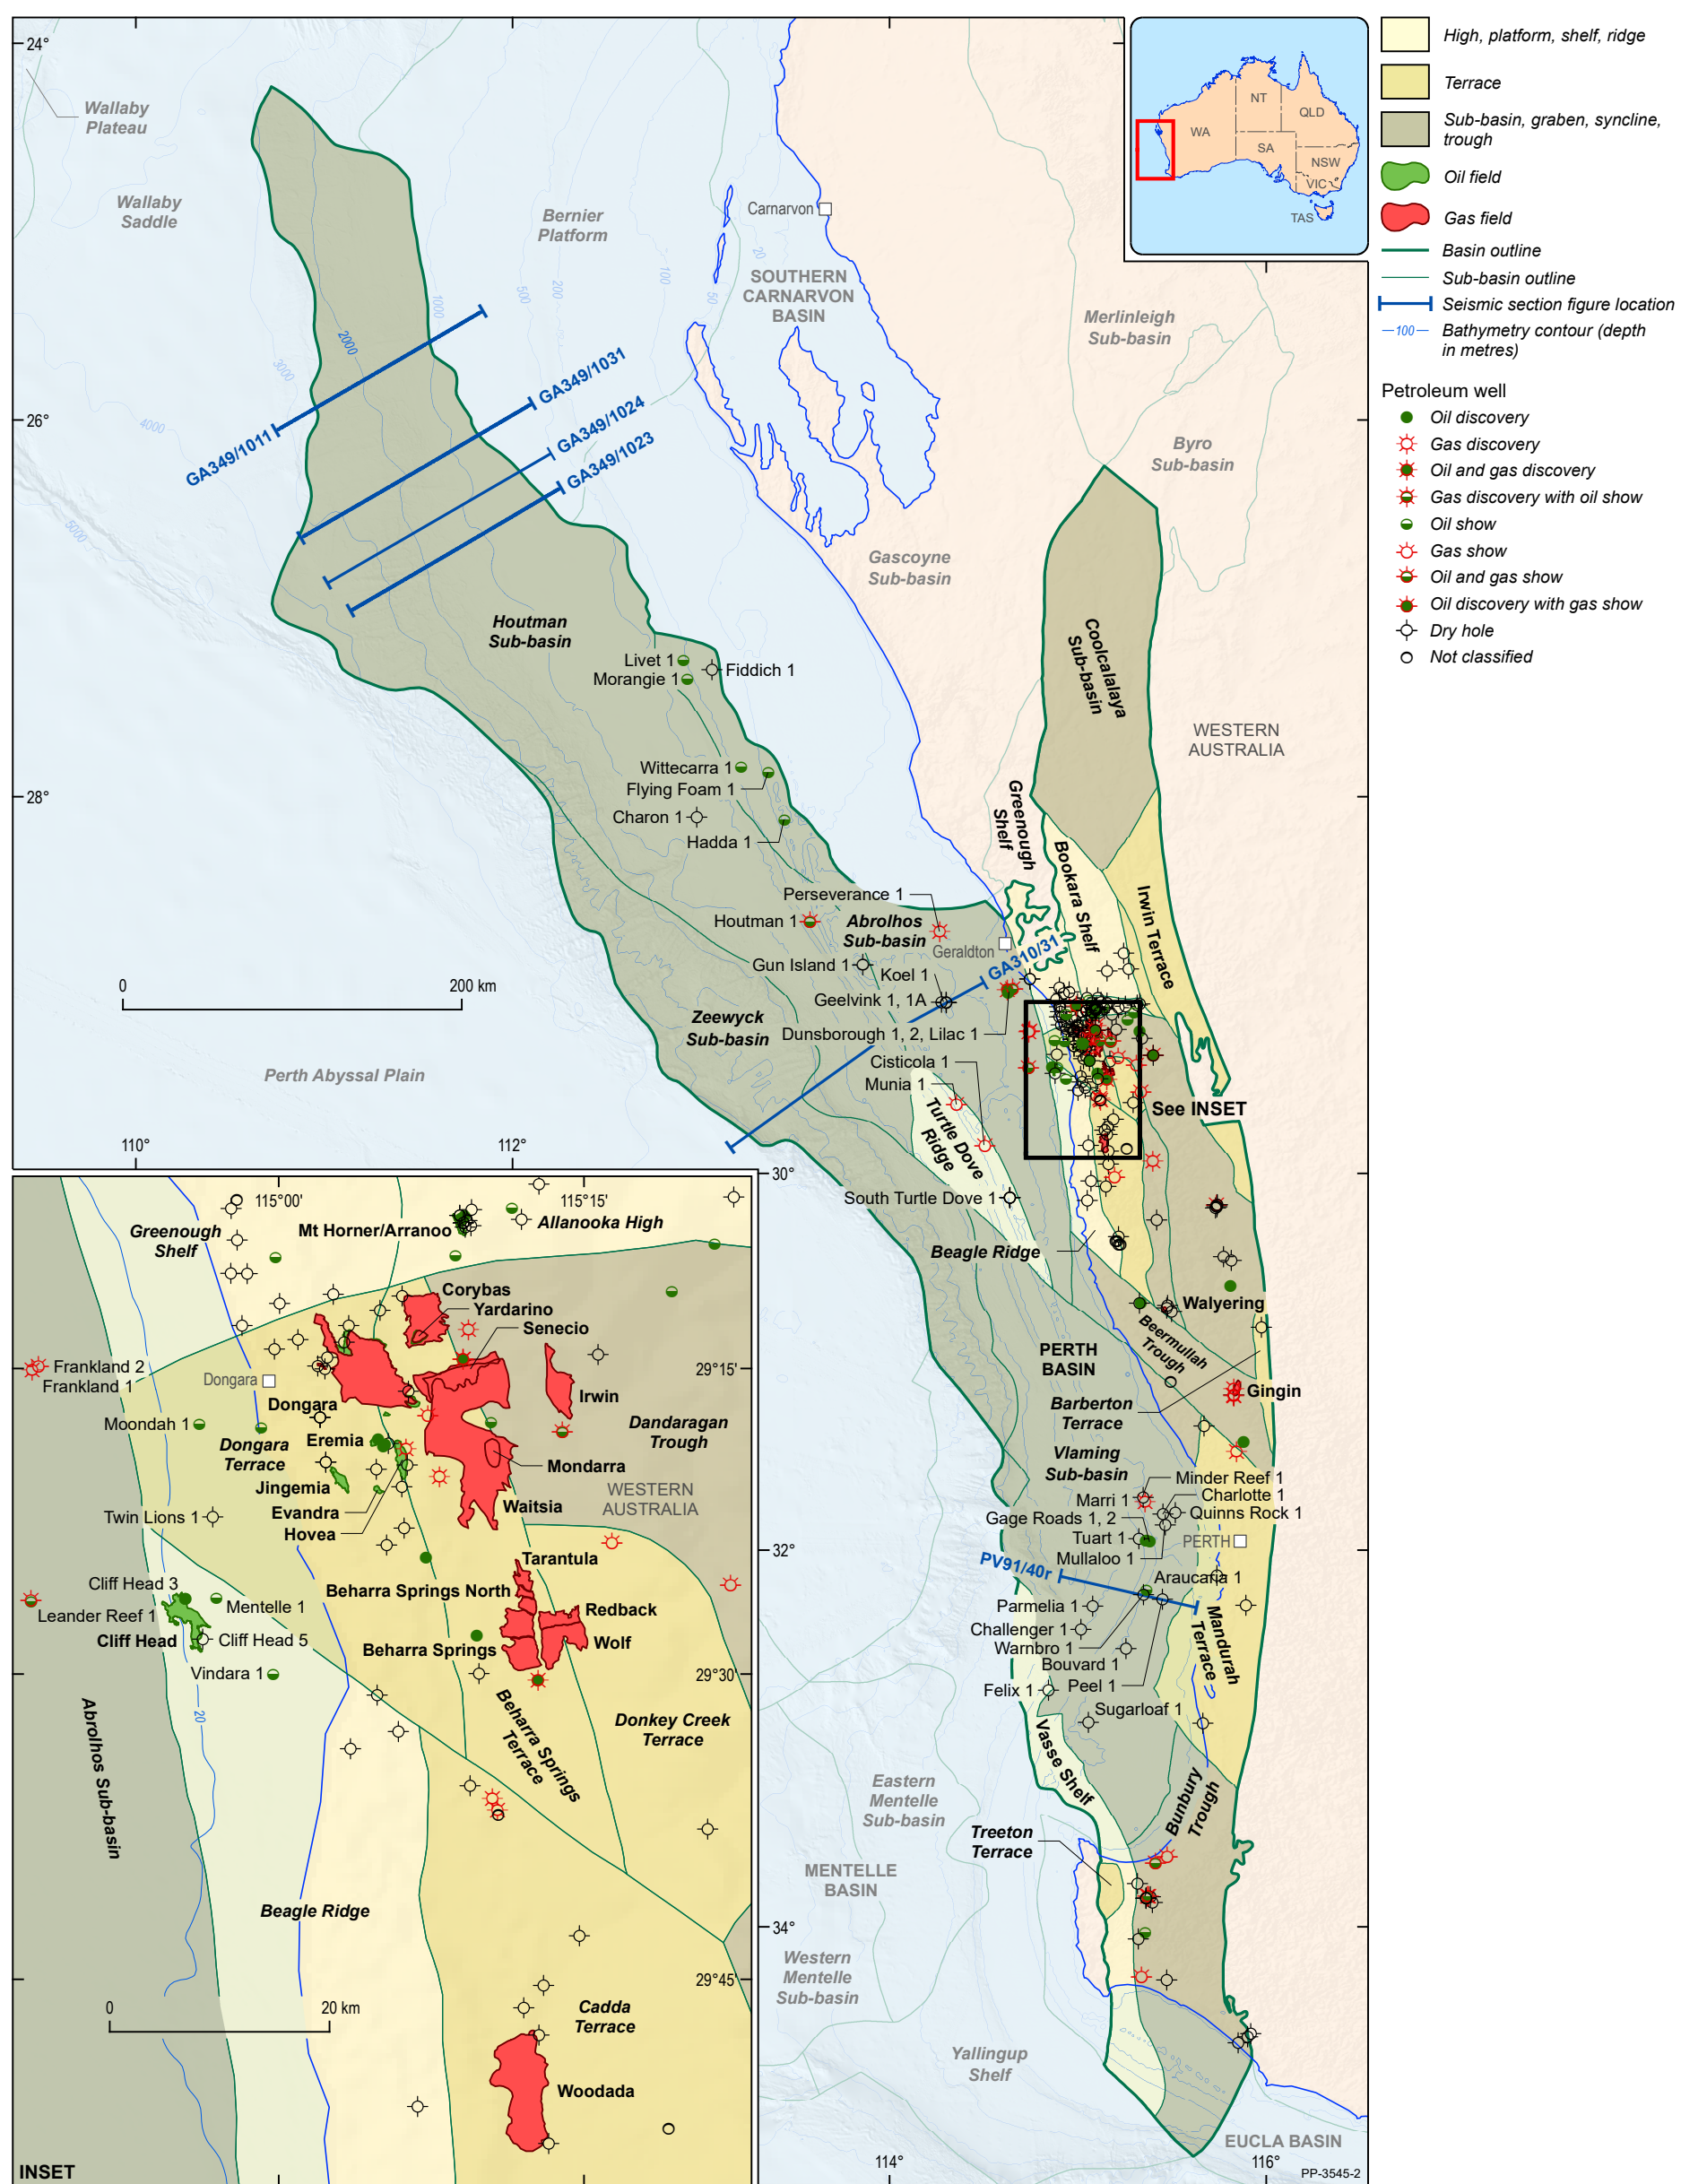 24°
26°
28°
110°
112°
30°
32°
34°
114°
116°
Wallaby
Plateau
Wallaby
Saddle
Bernier
Platform
Carnarvon
SOUTHERN
CARNARVON
BASIN
Merlinleigh
Sub-basin
Byro
Sub-basin
Gascoyne
Sub-basin
20
50
100
200
500
1000
2000
3000
4000
5000
GA349/1011
GA349/1031
GA349/1024
GA349/1023
Houtman
Sub-basin
Livet 1
Morangie 1
Fiddich 1
Coolcalalaya
Sub-basin
WESTERN
AUSTRALIA
Wittecarra 1
Flying Foam 1
Charon 1
Hadda 1
Greenough
Shelf
Bookara Shelf
Irwin Terrace
Perseverance 1
Houtman 1
Abrolhos
Sub-basin
Geraldton
Gun Island 1
Koel 1
GA310/31
Geelvink 1, 1A
Zeewyck
Sub-basin
Dunsborough 1, 2, Lilac 1
Cisticola 1
Munia 1
Turtle Dove
Ridge
See INSET
Perth Abyssal Plain
0
200 km
South Turtle Dove 1
Beagle Ridge
Walyering
Beermullah
Trough
PERTH
BASIN
Gingin
Barberton
Terrace
Vlaming
Sub-basin
Minder Reef 1
Marri 1
Charlotte 1
Gage Roads 1, 2
Quinns Rock 1
Tuart 1
PERTH
Mullaloo 1
PV91/40r
Araucaria 1
Parmelia 1
Challenger 1
Warnbro 1
Bouvard 1
Felix 1
Peel 1
Mandurah
Terrace
Sugarloaf 1
Vasse Shelf
Bunbury
Trough
Eastern
Mentelle
Sub-basin
Treeton
Terrace
MENTELLE
BASIN
Western
Mentelle
Sub-basin
Yallingup
Shelf
EUCLA BASIN
PP-3545-2
NT
QLD
WA
SA
NSW
VIC
TAS
High, platform, shelf, ridge
Terrace
Sub-basin, graben, syncline,
trough
Oil field
Gas field
Basin outline
Sub-basin outline
Seismic section figure location
100
Bathymetry contour (depth
in metres)
Petroleum well
Oil discovery
Gas discovery
Oil and gas discovery
Gas discovery with oil show
Oil show
Gas show
Oil and gas show
Oil discovery with gas show
Dry hole
Not classified
115°00'
115°15'
Greenough
Shelf
Mt Horner/Arranoo
Allanooka High
Corybas
Yardarino
Senecio
Frankland 2
Frankland 1
29°15'
Dongara
Irwin
Dongara
Moondah 1
Dongara
Terrace
Eremia
Dandaragan
Trough
Mondarra
Jingemia
WESTERN
AUSTRALIA
Waitsia
Evandra
Hovea
Twin Lions 1
Tarantula
Cliff Head 3
Beharra Springs North
Mentelle 1
Leander Reef 1
Redback
Cliff Head
Cliff Head 5
Beharra Springs
Wolf
Vindara 1
29°30'
20
Beharra Springs
Terrace
Donkey Creek
Terrace
Abrolhos Sub-basin
Beagle Ridge
29°45'
0
20 km
Cadda
Terrace
Woodada
INSET